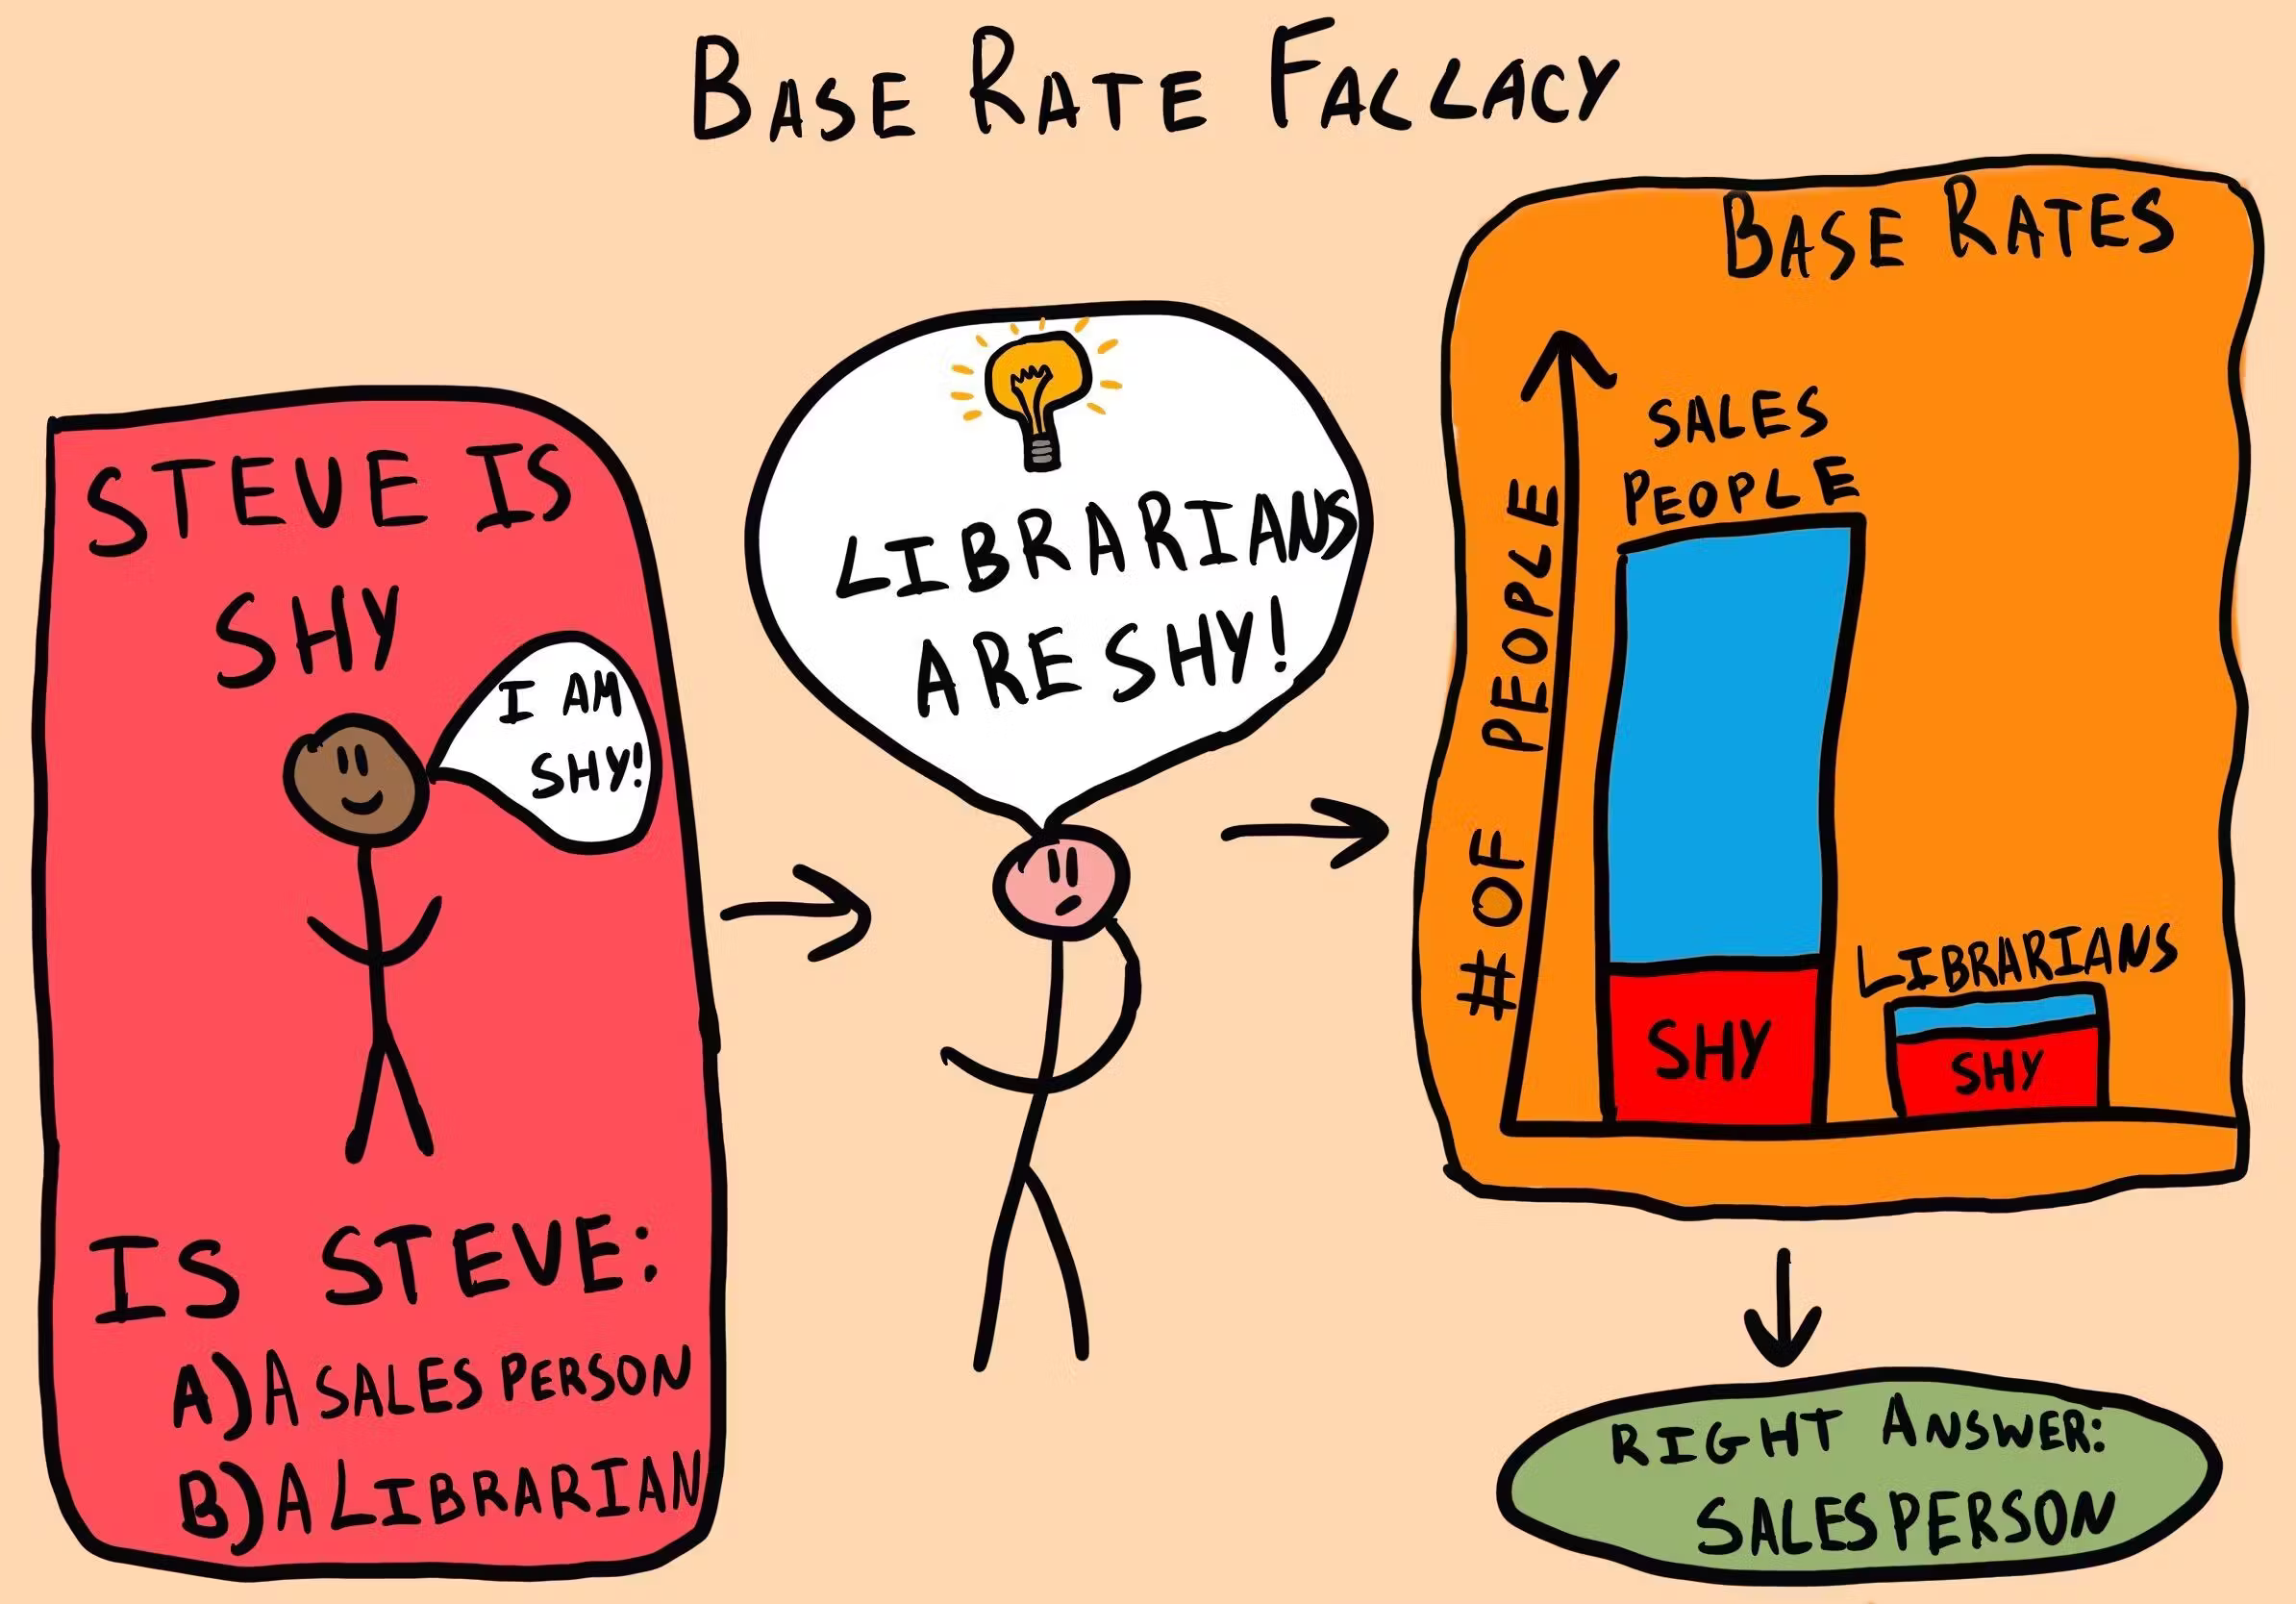 BASE RATE FALLACY
STEVE IS
SHY
I AM
SHY!
IS STEVE:
A) A SALES PERSON
B) A LIBRARIAN
LIBRARIANS
ARE SHY!
BASE RATES
# OF PEOPLE
SALES
PEOPLE
SHY
LIBRARIANS
SHY
RIGHT ANSWER:
SALESPERSON